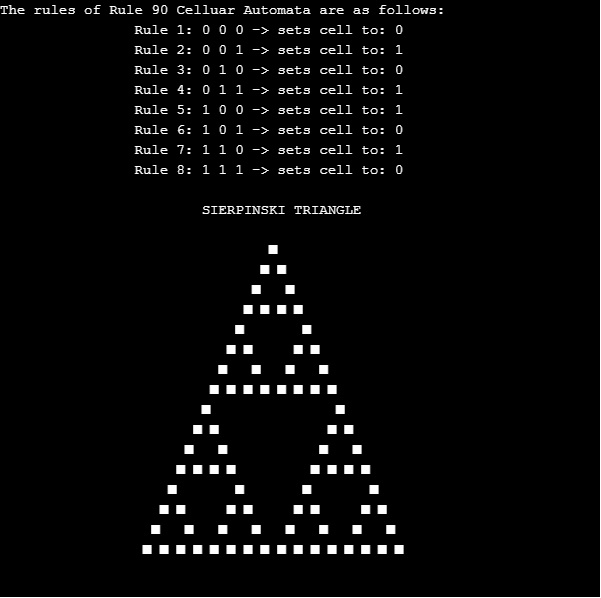 The rules of Rule 90 Celluar Automata are as follows:
Rule 1: 0 0 0 -> sets cell to: 0
Rule 2: 0 0 1 -> sets cell to: 1
Rule 3: 0 1 0 -> sets cell to: 0
Rule 4: 0 1 1 -> sets cell to: 1
Rule 5: 1 0 0 -> sets cell to: 1
Rule 6: 1 0 1 -> sets cell to: 0
Rule 7: 1 1 0 -> sets cell to: 1
Rule 8: 1 1 1 -> sets cell to: 0
SIERPINSKI TRIANGLE